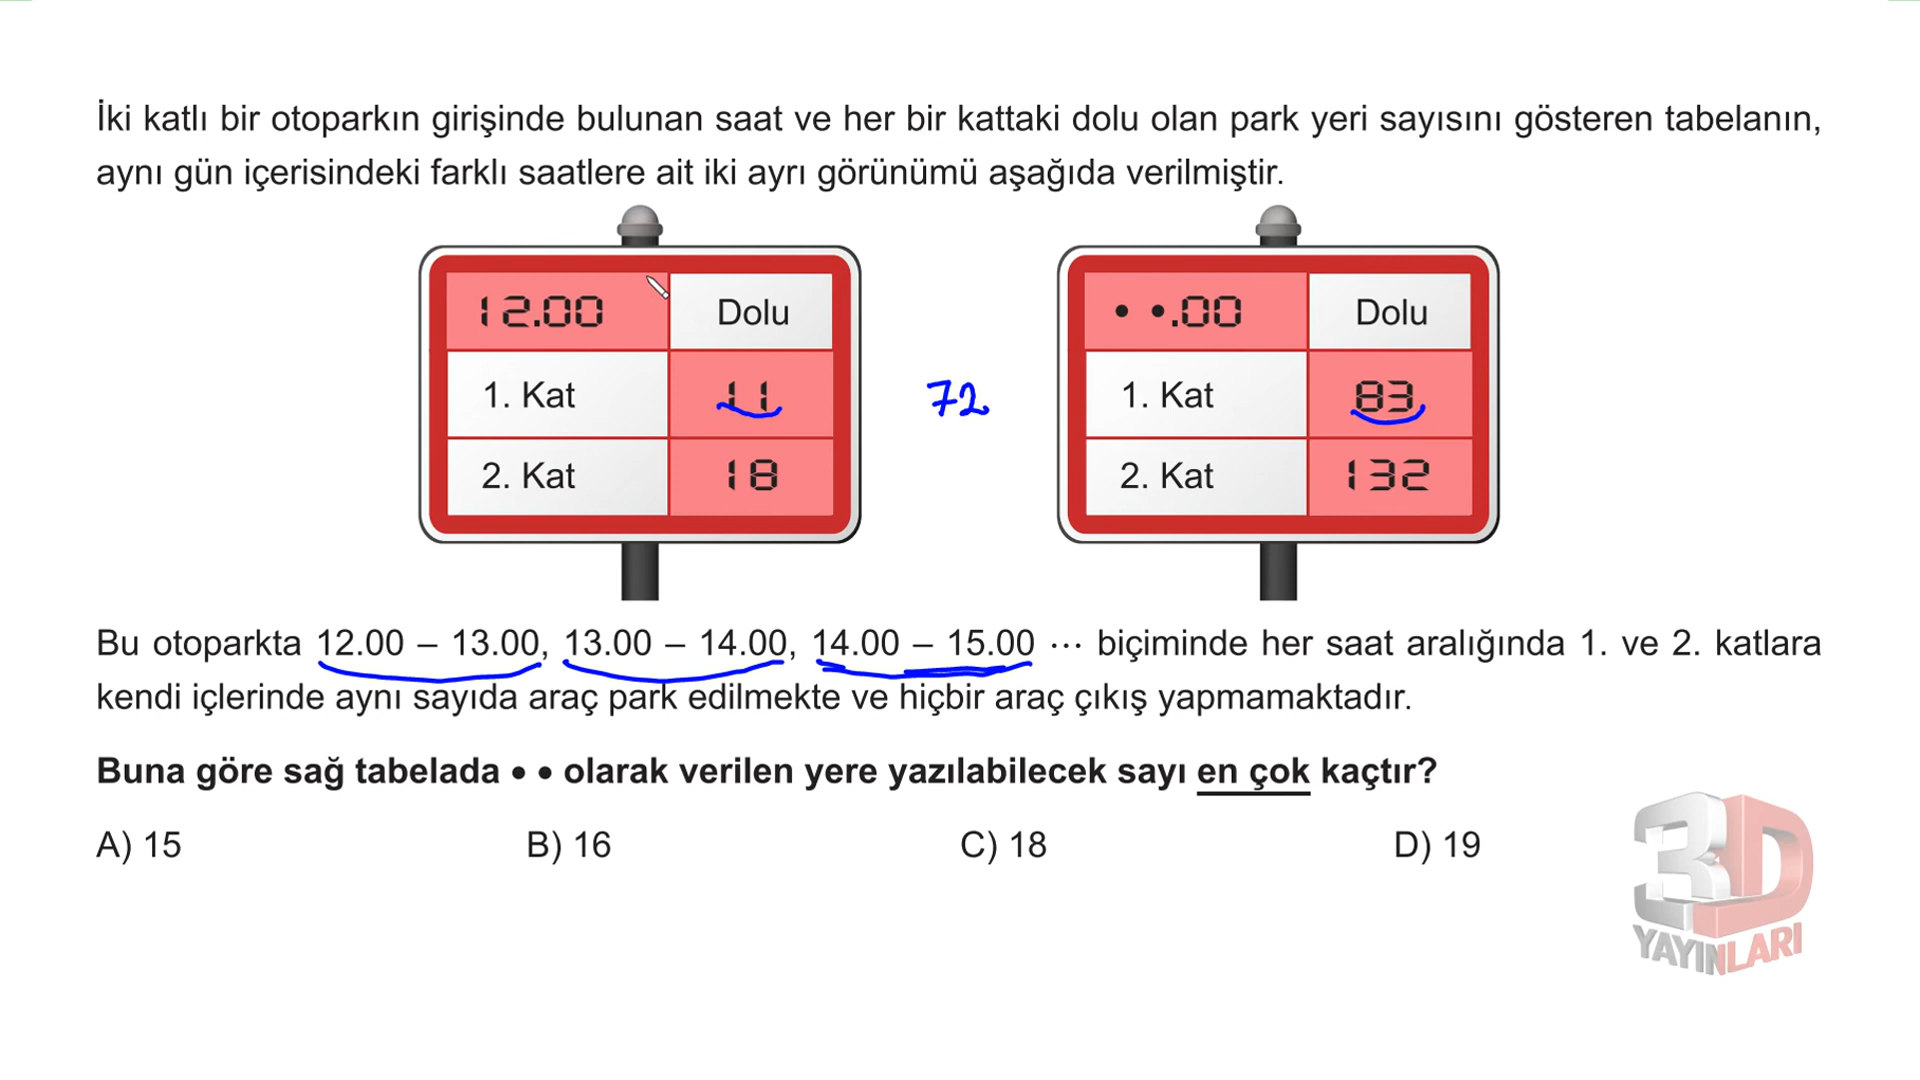 İki katlı bir otoparkın girişinde bulunan saat ve her bir kattaki dolu olan park yeri sayısını gösteren tabelanın,
aynı gün içerisindeki farklı saatlere ait iki ayrı görünümü aşağıda verilmiştir.
12.00 Dolu
1. Kat 11
2. Kat 18
72
• •.00 Dolu
1. Kat 83
2. Kat 132
Bu otoparkta 12.00 – 13.00, 13.00 – 14.00, 14.00 – 15.00 ... biçiminde her saat aralığında 1. ve 2. katlara
kendi içlerinde aynı sayıda araç park edilmekte ve hiçbir araç çıkış yapmamaktadır.
Buna göre sağ tabelada • • olarak verilen yere yazılabilecek sayı en çok kaçtır?
A) 15 B) 16 C) 18 D) 19
3D
YAYINLARI